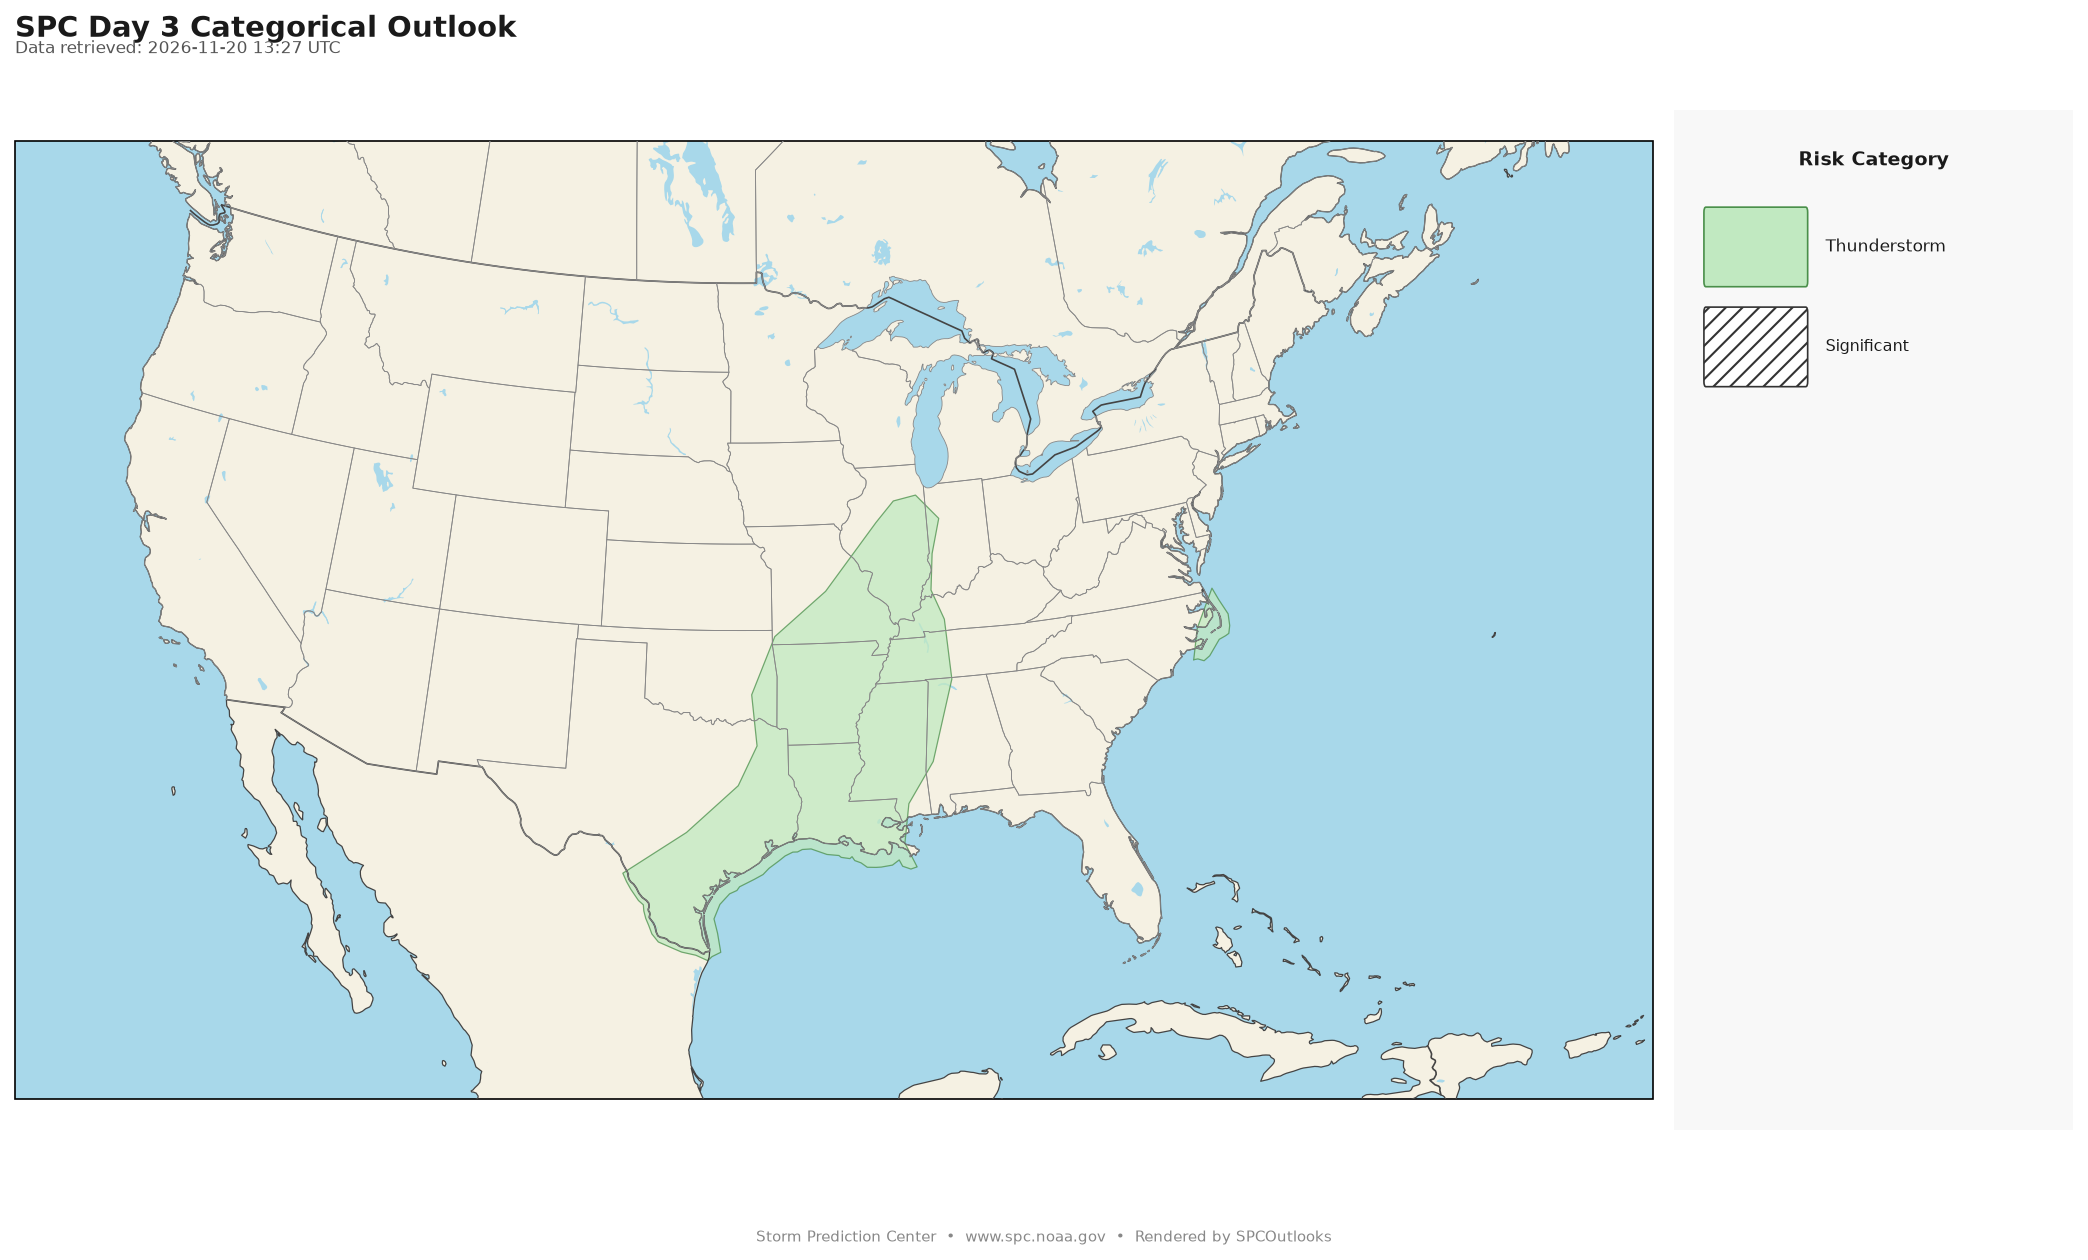 SPC Day 3 Categorical Outlook
Data retrieved: 2026-11-20 13:27 UTC
Risk Category
Thunderstorm
Significant
Storm Prediction Center • www.spc.noaa.gov • Rendered by SPCOutlooks